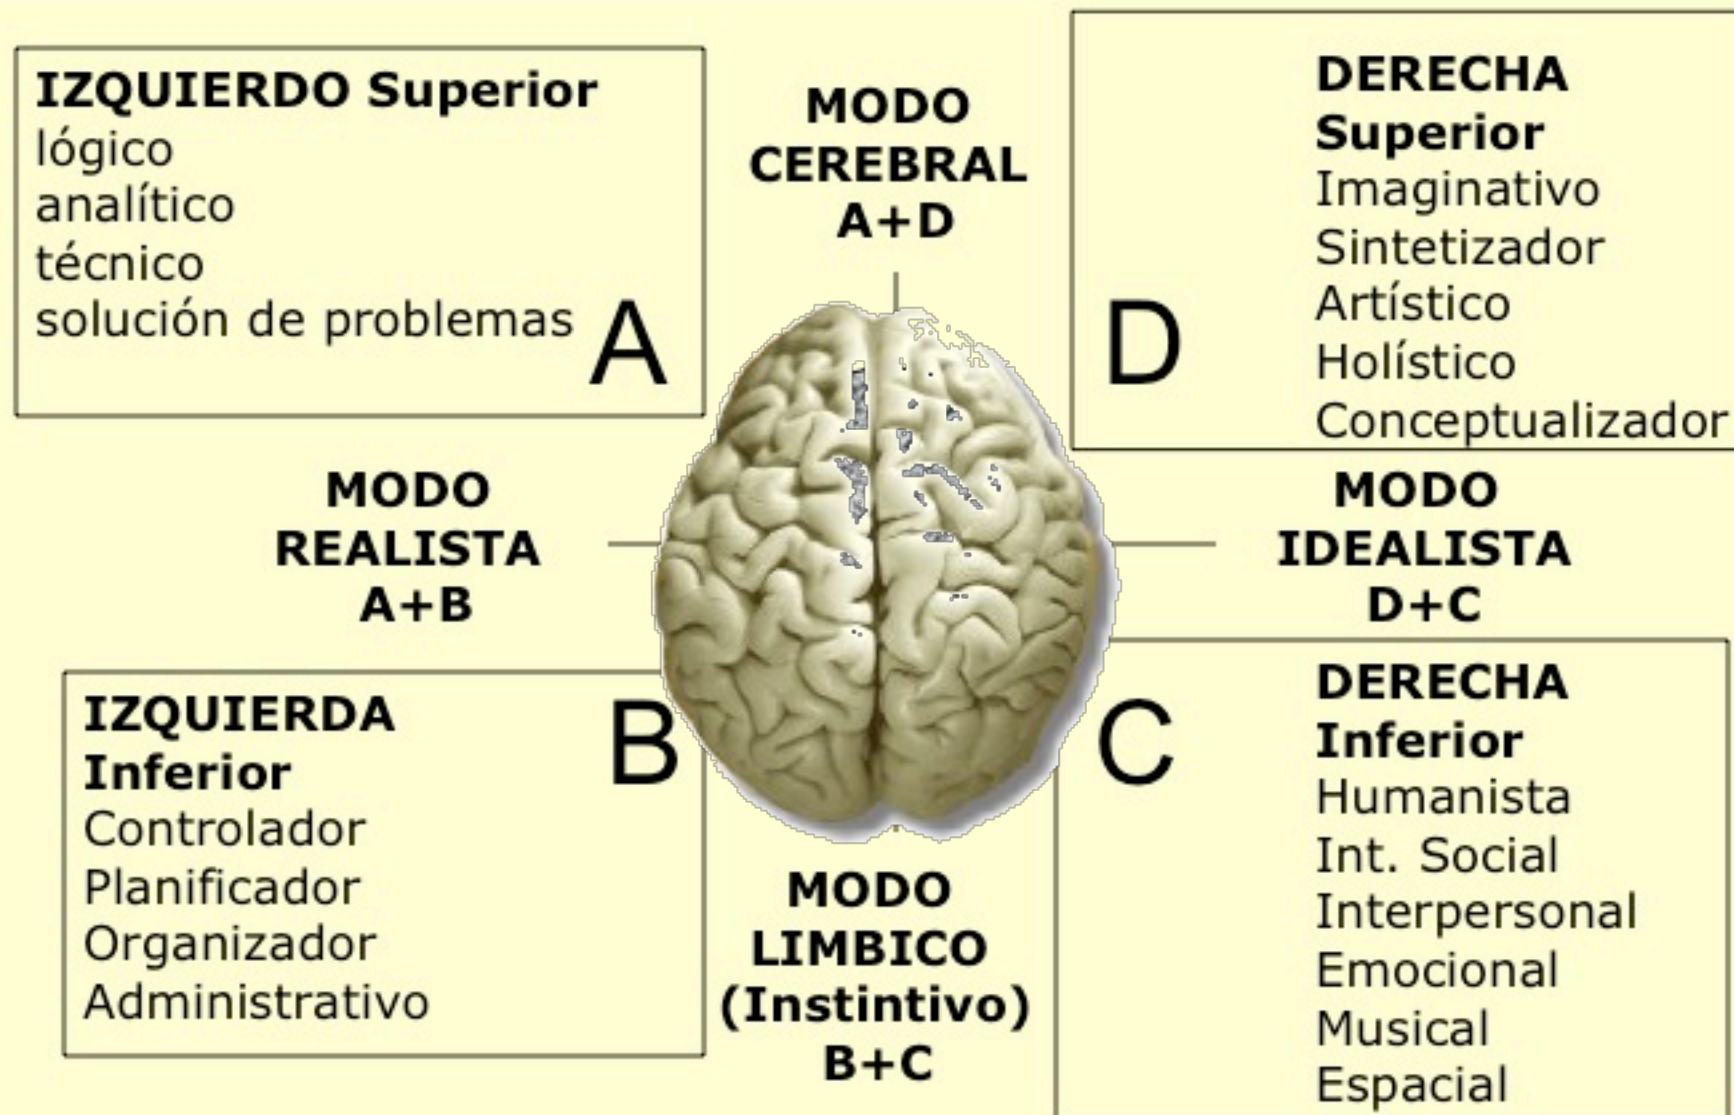 IZQUIERDO Superior
lógico
analítico
técnico
solución de problemas
A
MODO
CEREBRAL
A+D
DERECHA
Superior
Imaginativo
Sintetizador
Artístico
Holístico
Conceptualizador
D
MODO
REALISTA
A+B
MODO
IDEALISTA
D+C
IZQUIERDA
Inferior
Controlador
Planificador
Organizador
Administrativo
B
MODO
LIMBICO
(Instintivo)
B+C
C
DERECHA
Inferior
Humanista
Int. Social
Interpersonal
Emocional
Musical
Espacial